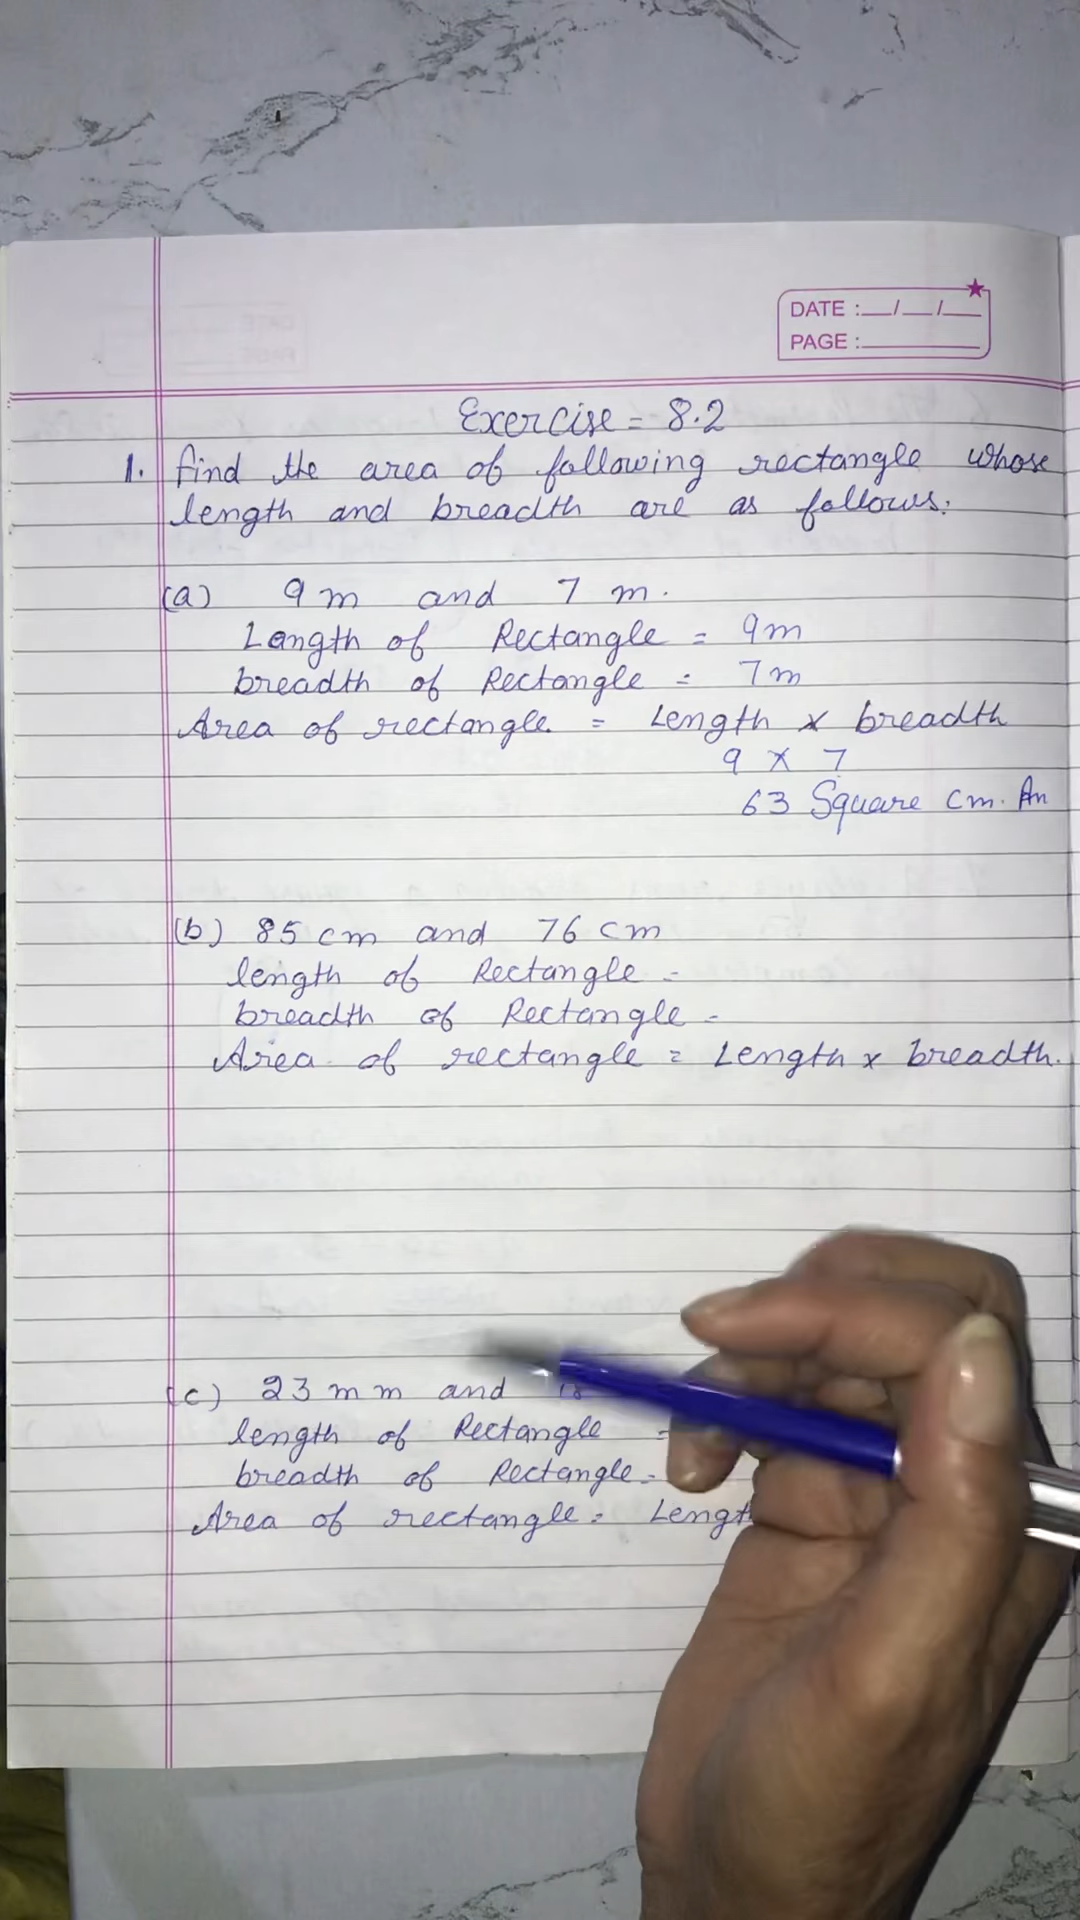 DATE :__/__/__
PAGE :________
Exercise = 8.2
1. find the area of following rectangle whose
length and breadth are as follows:
(a) 9 m and 7 m.
Length of Rectangle = 9m
breadth of Rectangle = 7m
Area of rectangle = Length x breadth
9 x 7
63 Square cm. An
(b) 85 cm and 76 cm
length of Rectangle -
breadth of Rectangle -
Area of rectangle = Length x breadth.
(c) 23 m m and
length of Rectangle =
breadth of Rectangle -
Area of rectangle = Length